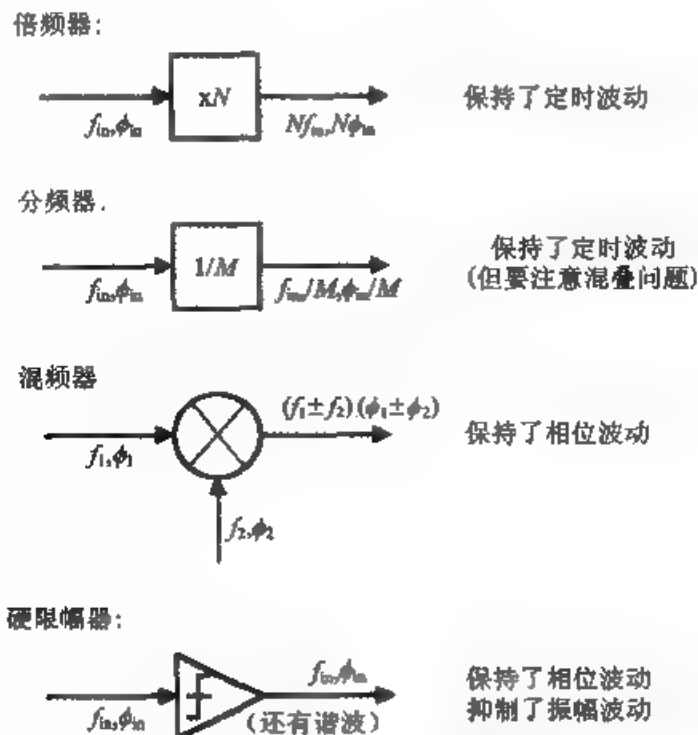 倍频器:
xN
f_in,ϕ_in
Nf_in,Nϕ_in
保持了定时波动
分频器.
1/M
f_in,ϕ_in
f_in/M,ϕ_in/M
保持了定时波动
(但要注意混叠问题)
混频器
(f₁±f₂)(ϕ₁±ϕ₂)
f₁,ϕ₁
保持了相位波动
f₂,ϕ₂
硬限幅器:
f_in,ϕ_in
f_in,ϕ_in
(还有谐波)
保持了相位波动
抑制了振幅波动